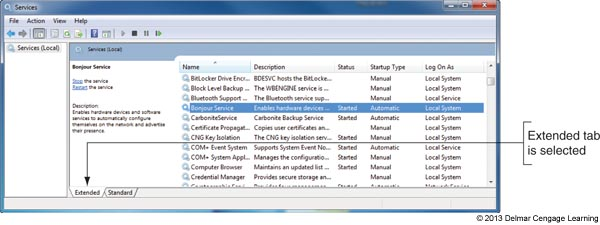 Services
File Action View Help
Services (Local)
Services (Local)
Bonjour Service
Stop the service
Restart the service
Description:
Enables hardware devices and software
services to automatically configure
themselves on the network and advertise
their presence.
Name Description Status Startup Type Log On As
BitLocker Drive Encr... BDESVC hosts the BitLocke... Manual Local System
Block Level Backup ... The WBENGINE service is ... Manual Local System
Bluetooth Support ... The Bluetooth service sup... Manual Local Service
Bonjour Service Enables hardware devices ... Started Automatic Local System
CarboniteService Carbonite Backup Service Started Automatic Local System
Certificate Propagat... Copies user certificates an... Manual Local System
CNG Key Isolation The CNG key isolation serv... Started Manual Local System
COM+ Event System Supports System Event No... Started Automatic Local Service
COM+ System Appl... Manages the configuratio... Started Manual Local System
Computer Browser Maintains an updated list ... Started Manual Local System
Credential Manager Provides secure storage an... Manual Local System
Started Automatic Network Service
Extended Standard
Extended tab
is selected
© 2013 Delmar Cengage Learning